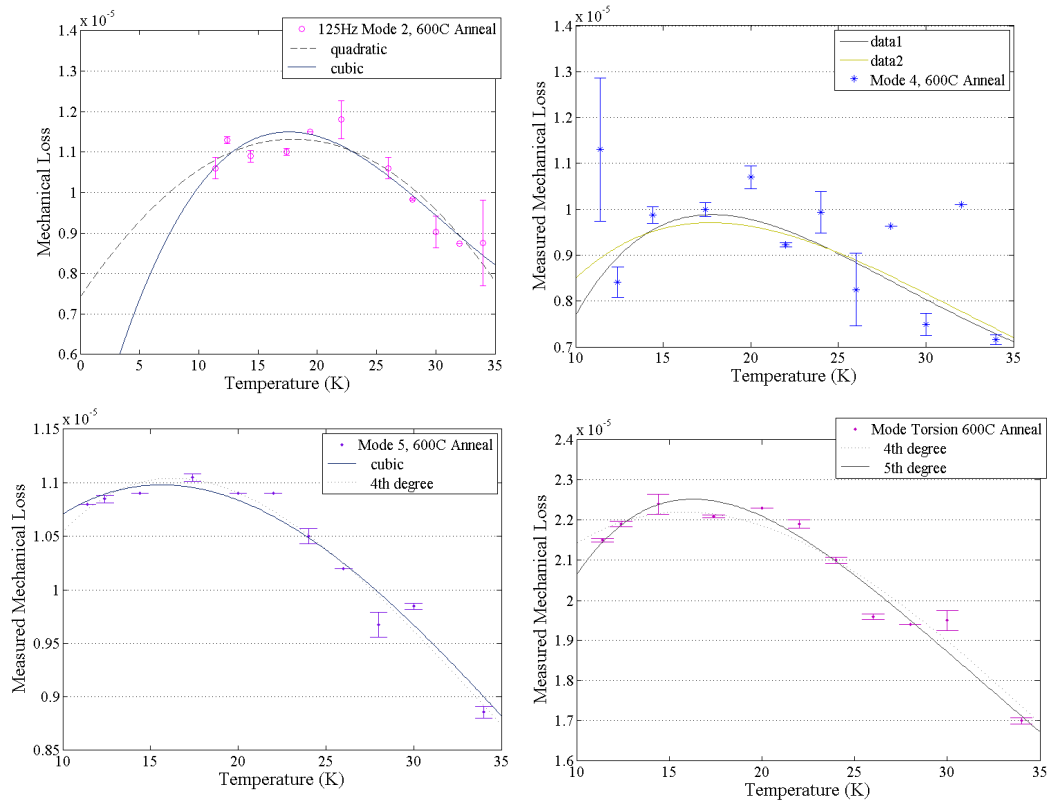 x 10⁻⁵
125Hz Mode 2, 600C Anneal
quadratic
cubic
Mechanical Loss
1.4
1.3
1.2
1.1
1
0.9
0.8
0.7
0.6
0 5 10 15 20 25 30 35
Temperature (K)
x 10⁻⁵
data1
data2
Mode 4, 600C Anneal
Measured Mechanical Loss
1.4
1.3
1.2
1.1
1
0.9
0.8
0.7
10 15 20 25 30 35
Temperature (K)
x 10⁻⁵
Mode 5, 600C Anneal
cubic
4th degree
Measured Mechanical Loss
1.15
1.1
1.05
1
0.95
0.9
0.85
10 15 20 25 30 35
Temperature (K)
x 10⁻⁵
Mode Torsion 600C Anneal
4th degree
5th degree
Measured Mechanical Loss
2.4
2.3
2.2
2.1
2
1.9
1.8
1.7
1.6
10 15 20 25 30 35
Temperature (K)